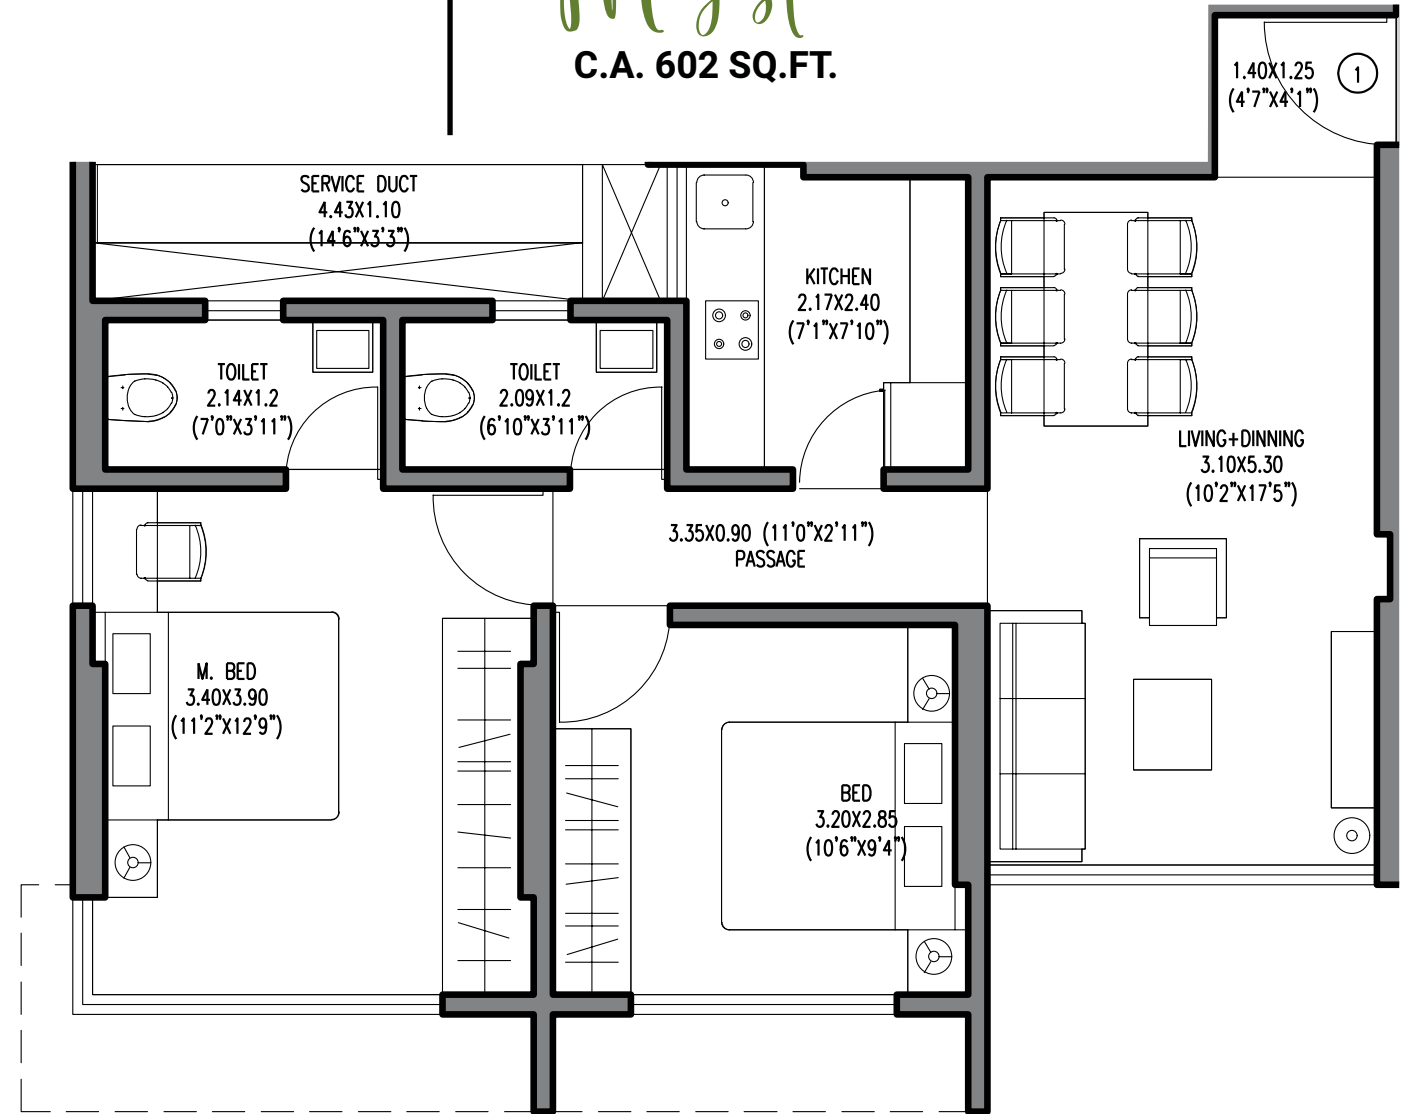 Myst
C.A. 602 SQ.FT.
1.40X1.25
(4'7"X4'1")
1
SERVICE DUCT
4.43X1.10
(14'6"X3'3")
KITCHEN
2.17X2.40
(7'1"X7'10")
TOILET
2.14X1.2
(7'0"X3'11")
TOILET
2.09X1.2
(6'10"X3'11")
LIVING+DINNING
3.10X5.30
(10'2"X17'5")
3.35X0.90 (11'0"X2'11")
PASSAGE
M. BED
3.40X3.90
(11'2"X12'9")
BED
3.20X2.85
(10'6"X9'4")